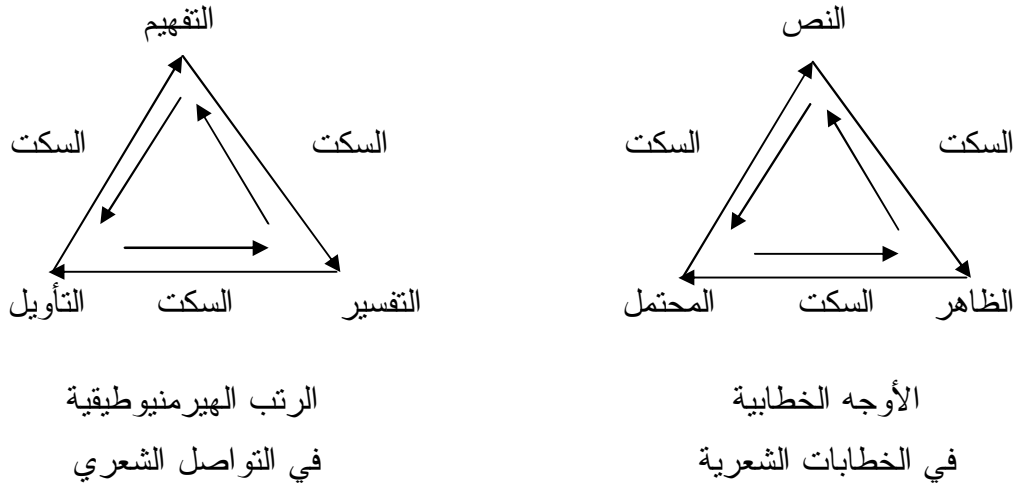 النص
السكت
السكت
الظاهر
السكت
المحتمل
الأوجه الخطابية
في الخطابات الشعرية
التفهيم
السكت
السكت
التفسير
السكت
التأويل
الرتب الهيرمنيوطيقية
في التواصل الشعري